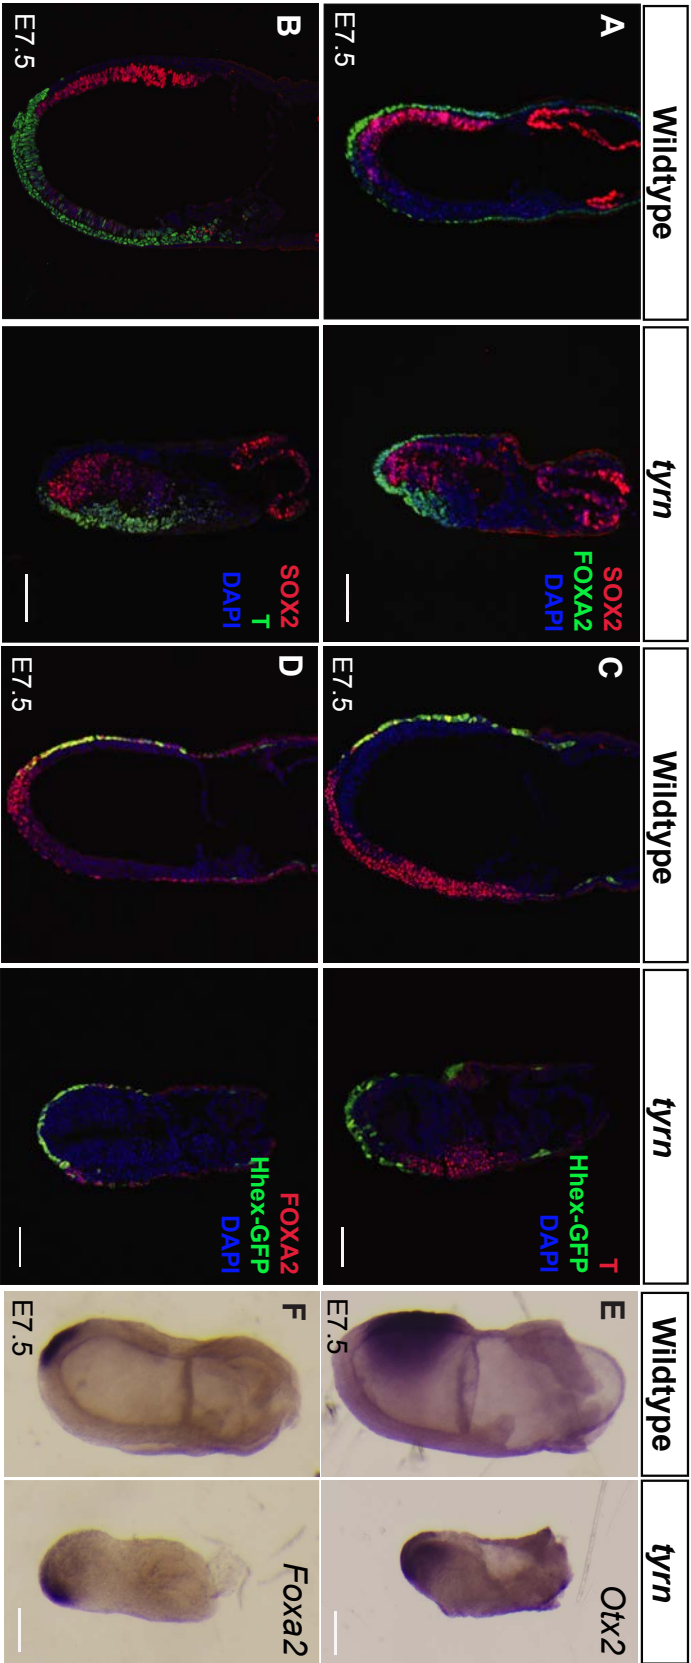 Wildtype
tyrn
Wildtype
tyrn
Wildtype
tyrn
A
E7.5
SOX2
FOXA2
DAPI
C
E7.5
T
Hhex-GFP
DAPI
E
E7.5
Otx2
B
E7.5
SOX2
T
DAPI
D
E7.5
FOXA2
Hhex-GFP
DAPI
F
E7.5
Foxa2